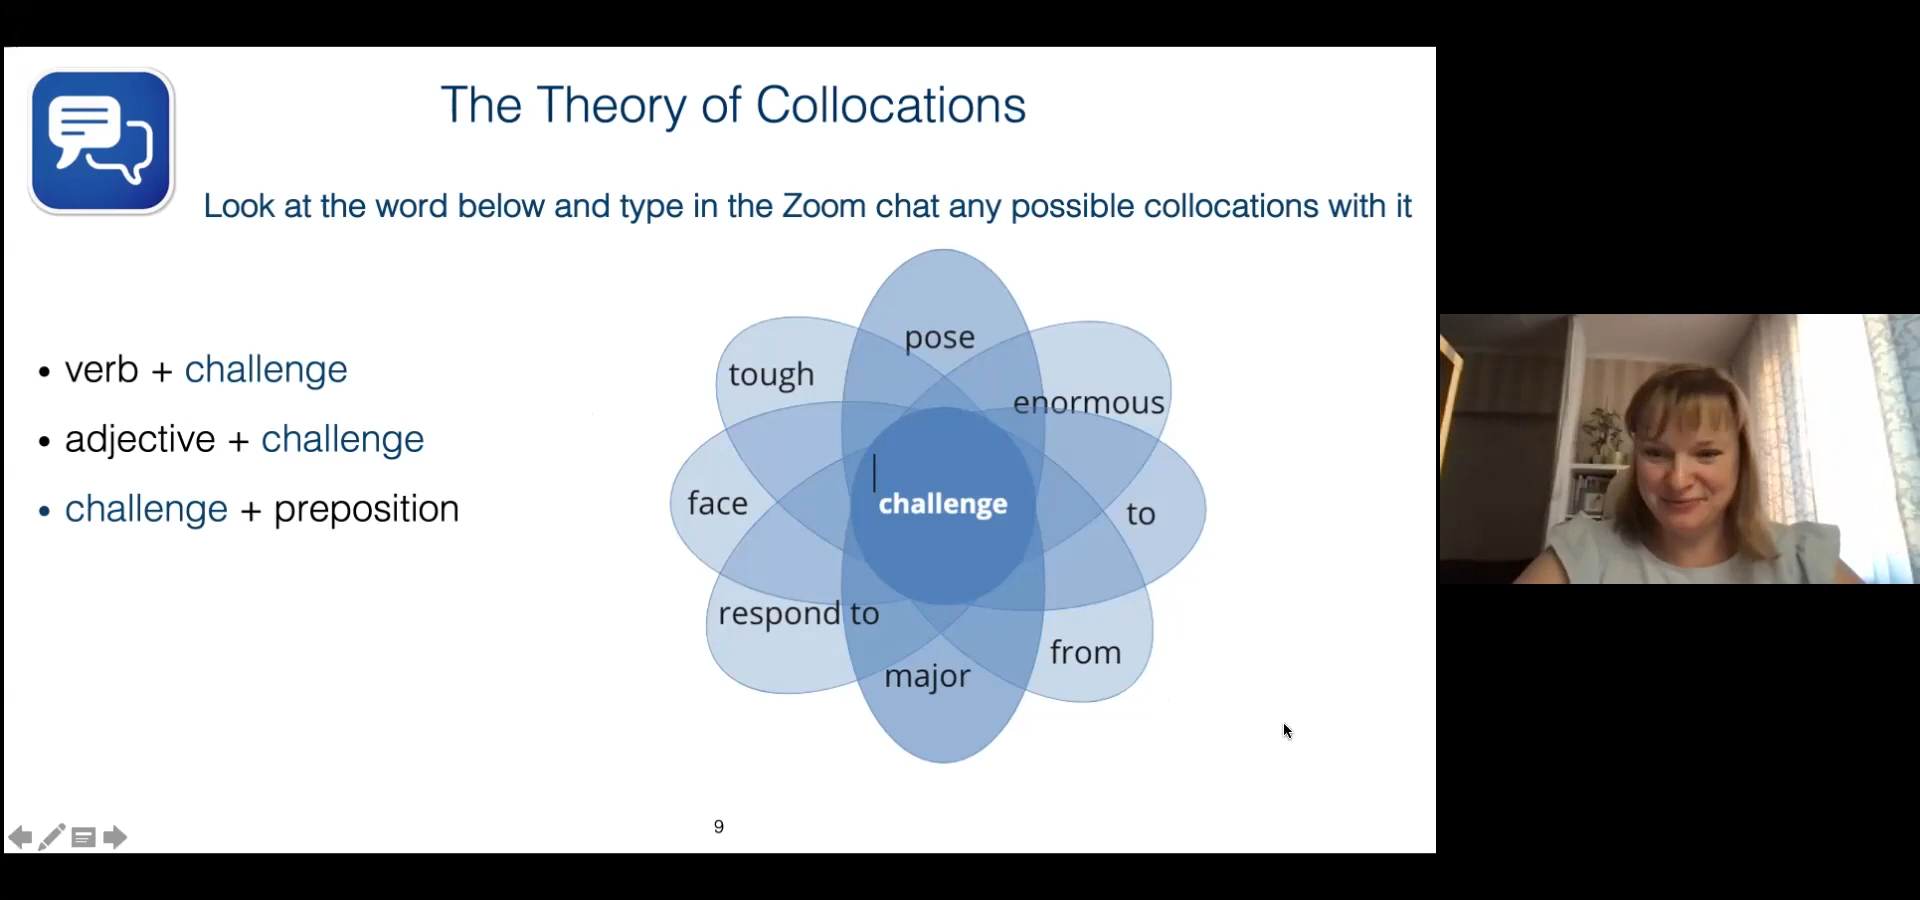 The Theory of Collocations
Look at the word below and type in the Zoom chat any possible collocations with it
• verb + challenge
• adjective + challenge
• challenge + preposition
pose
tough
enormous
face
challenge
to
respond to
from
major
9